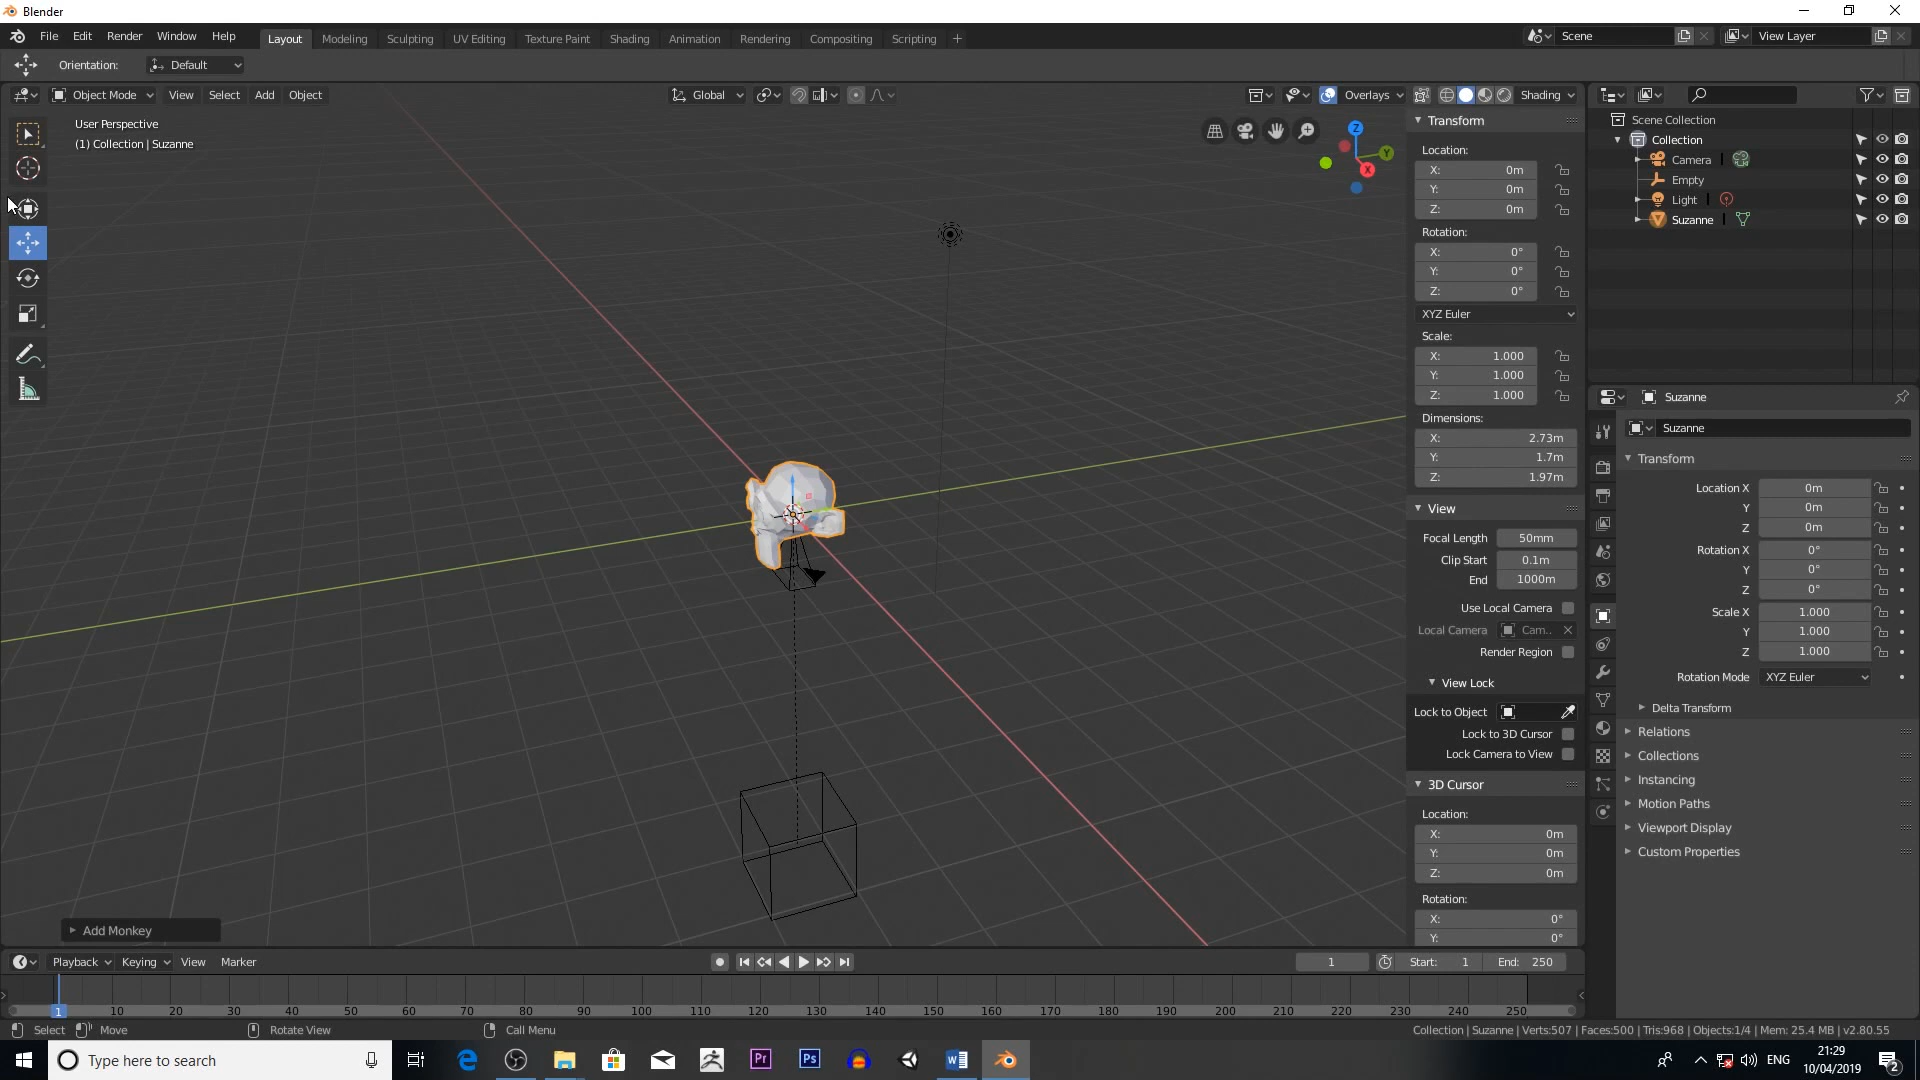 Blender
File Edit Render Window Help
Layout Modeling Sculpting UV Editing Texture Paint Shading Animation Rendering Compositing Scripting +
Scene
View Layer
Orientation: Default
Object Mode View Select Add Object
Global
Overlays
Shading
User Perspective
(1) Collection | Suzanne
Z
Y
X
Transform
Location:
X: 0m
Y: 0m
Z: 0m
Rotation:
X: 0°
Y: 0°
Z: 0°
XYZ Euler
Scale:
X: 1.000
Y: 1.000
Z: 1.000
Dimensions:
X: 2.73m
Y: 1.7m
Z: 1.97m
View
Focal Length 50mm
Clip Start 0.1m
End 1000m
Use Local Camera
Local Camera Cam..
Render Region
View Lock
Lock to Object
Lock to 3D Cursor
Lock Camera to View
3D Cursor
Location:
X: 0m
Y: 0m
Z: 0m
Rotation:
X: 0°
Y: 0°
Scene Collection
Collection
Camera
Empty
Light
Suzanne
Suzanne
Suzanne
Transform
Location X 0m
Y 0m
Z 0m
Rotation X 0°
Y 0°
Z 0°
Scale X 1.000
Y 1.000
Z 1.000
Rotation Mode XYZ Euler
Delta Transform
Relations
Collections
Instancing
Motion Paths
Viewport Display
Custom Properties
Add Monkey
Playback Keying View Marker
1
Start: 1 End: 250
1 10 20 30 40 50 60 70 80 90 100 110 120 130 140 150 160 170 180 190 200 210 220 230 240 250
Select Move Rotate View Call Menu
Collection | Suzanne | Verts:507 | Faces:500 | Tris:968 | Objects:1/4 | Mem: 25.4 MB | v2.80.55
Type here to search
Pr
Ps
ENG
21:29
10/04/2019
2